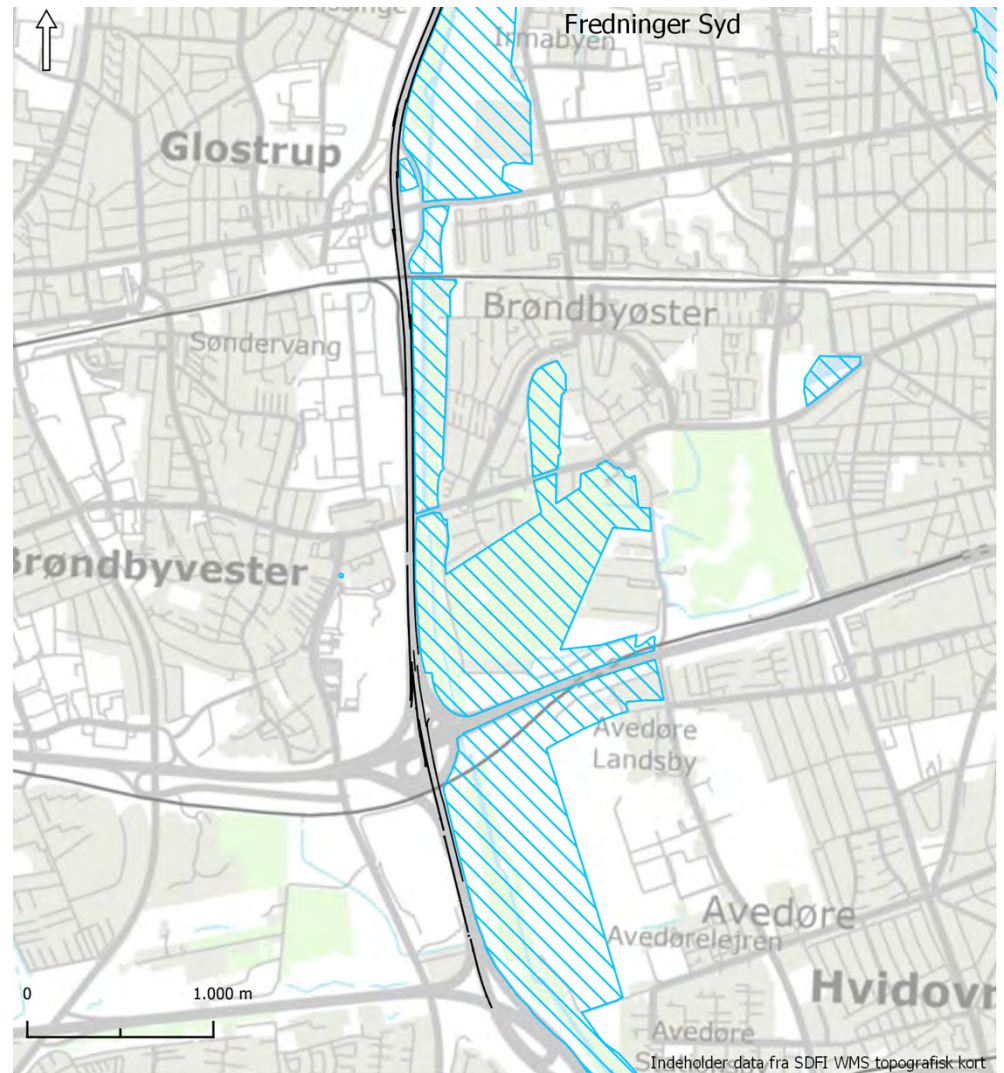 Fredninger Syd
Irmabyen
Glostrup
Brøndbyøster
Søndervang
Brøndbyvester
Avedøre
Landsby
Avedøre
Avedørelejren
Hvidovr
0
1.000 m
Avedøre
Indeholder data fra SDFI WMS topografisk kort